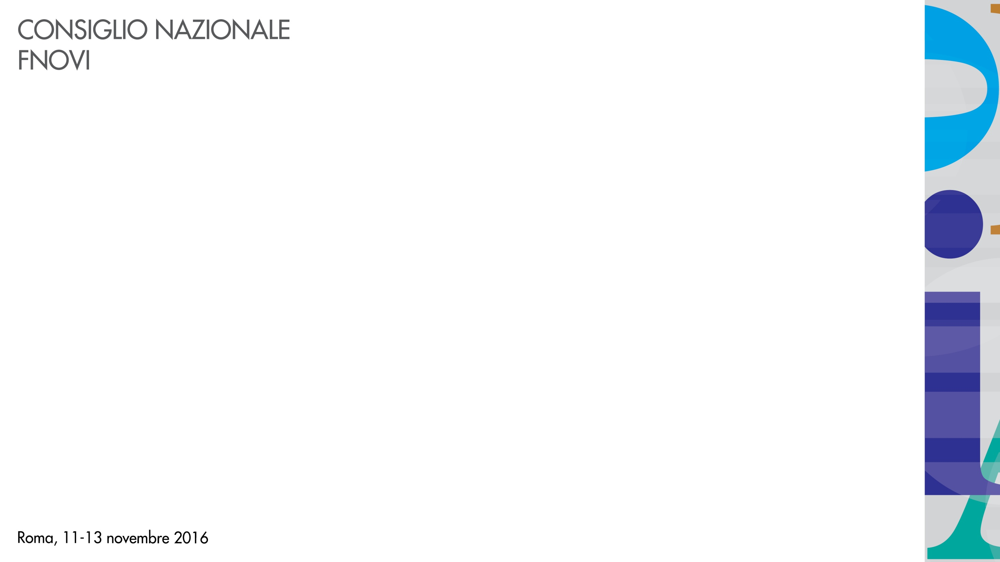 CONSIGLIO NAZIONALE
FNOVI
Roma, 11-13 novembre 2016